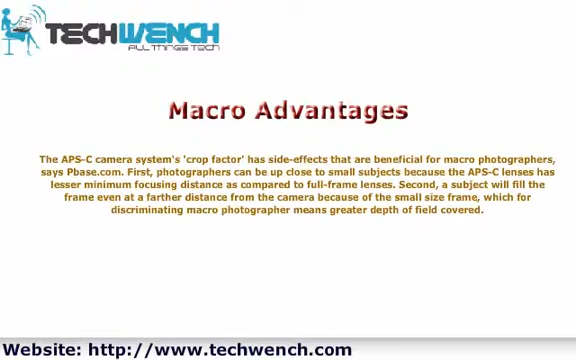 TECHWENCH
ALL THINGS TECH
Macro Advantages
The APS-C camera system's 'crop factor' has side-effects that are beneficial for macro photographers,
says Pbase.com. First, photographers can be up close to small subjects because the APS-C lenses has
lesser minimum focusing distance as compared to full-frame lenses. Second, a subject will fill the
frame even at a farther distance from the camera because of the small size frame, which for
discriminating macro photographer means greater depth of field covered.
Website: http://www.techwench.com